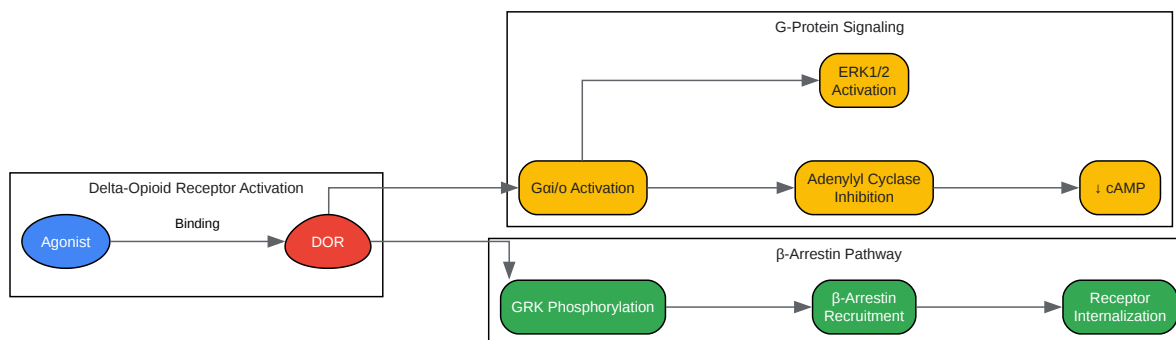 G-Protein Signaling
ERK1/2
Activation
Delta-Opioid Receptor Activation
Gαi/o Activation
Adenylyl Cyclase
Inhibition
↓ cAMP
Binding
Agonist
DOR
β-Arrestin Pathway
GRK Phosphorylation
β-Arrestin
Recruitment
Receptor
Internalization